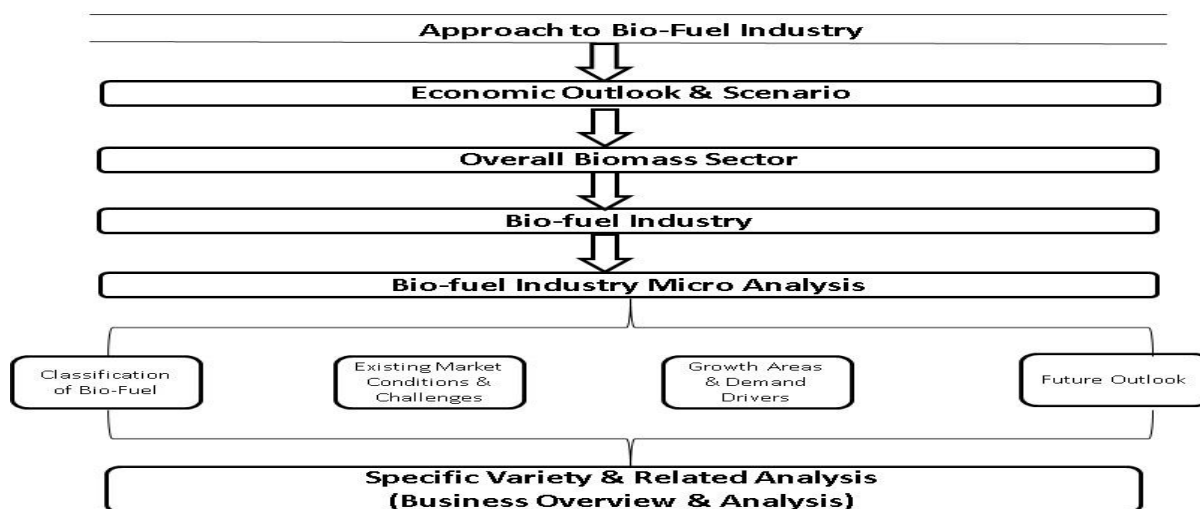 Approach to Bio-Fuel Industry
Economic Outlook & Scenario
Overall Biomass Sector
Bio-fuel Industry
Bio-fuel Industry Micro Analysis
Classification
of Bio-Fuel
Existing Market
Conditions &
Challenges
Growth Areas
& Demand
Drivers
Future Outlook
Specific Variety & Related Analysis
(Business Overview & Analysis)